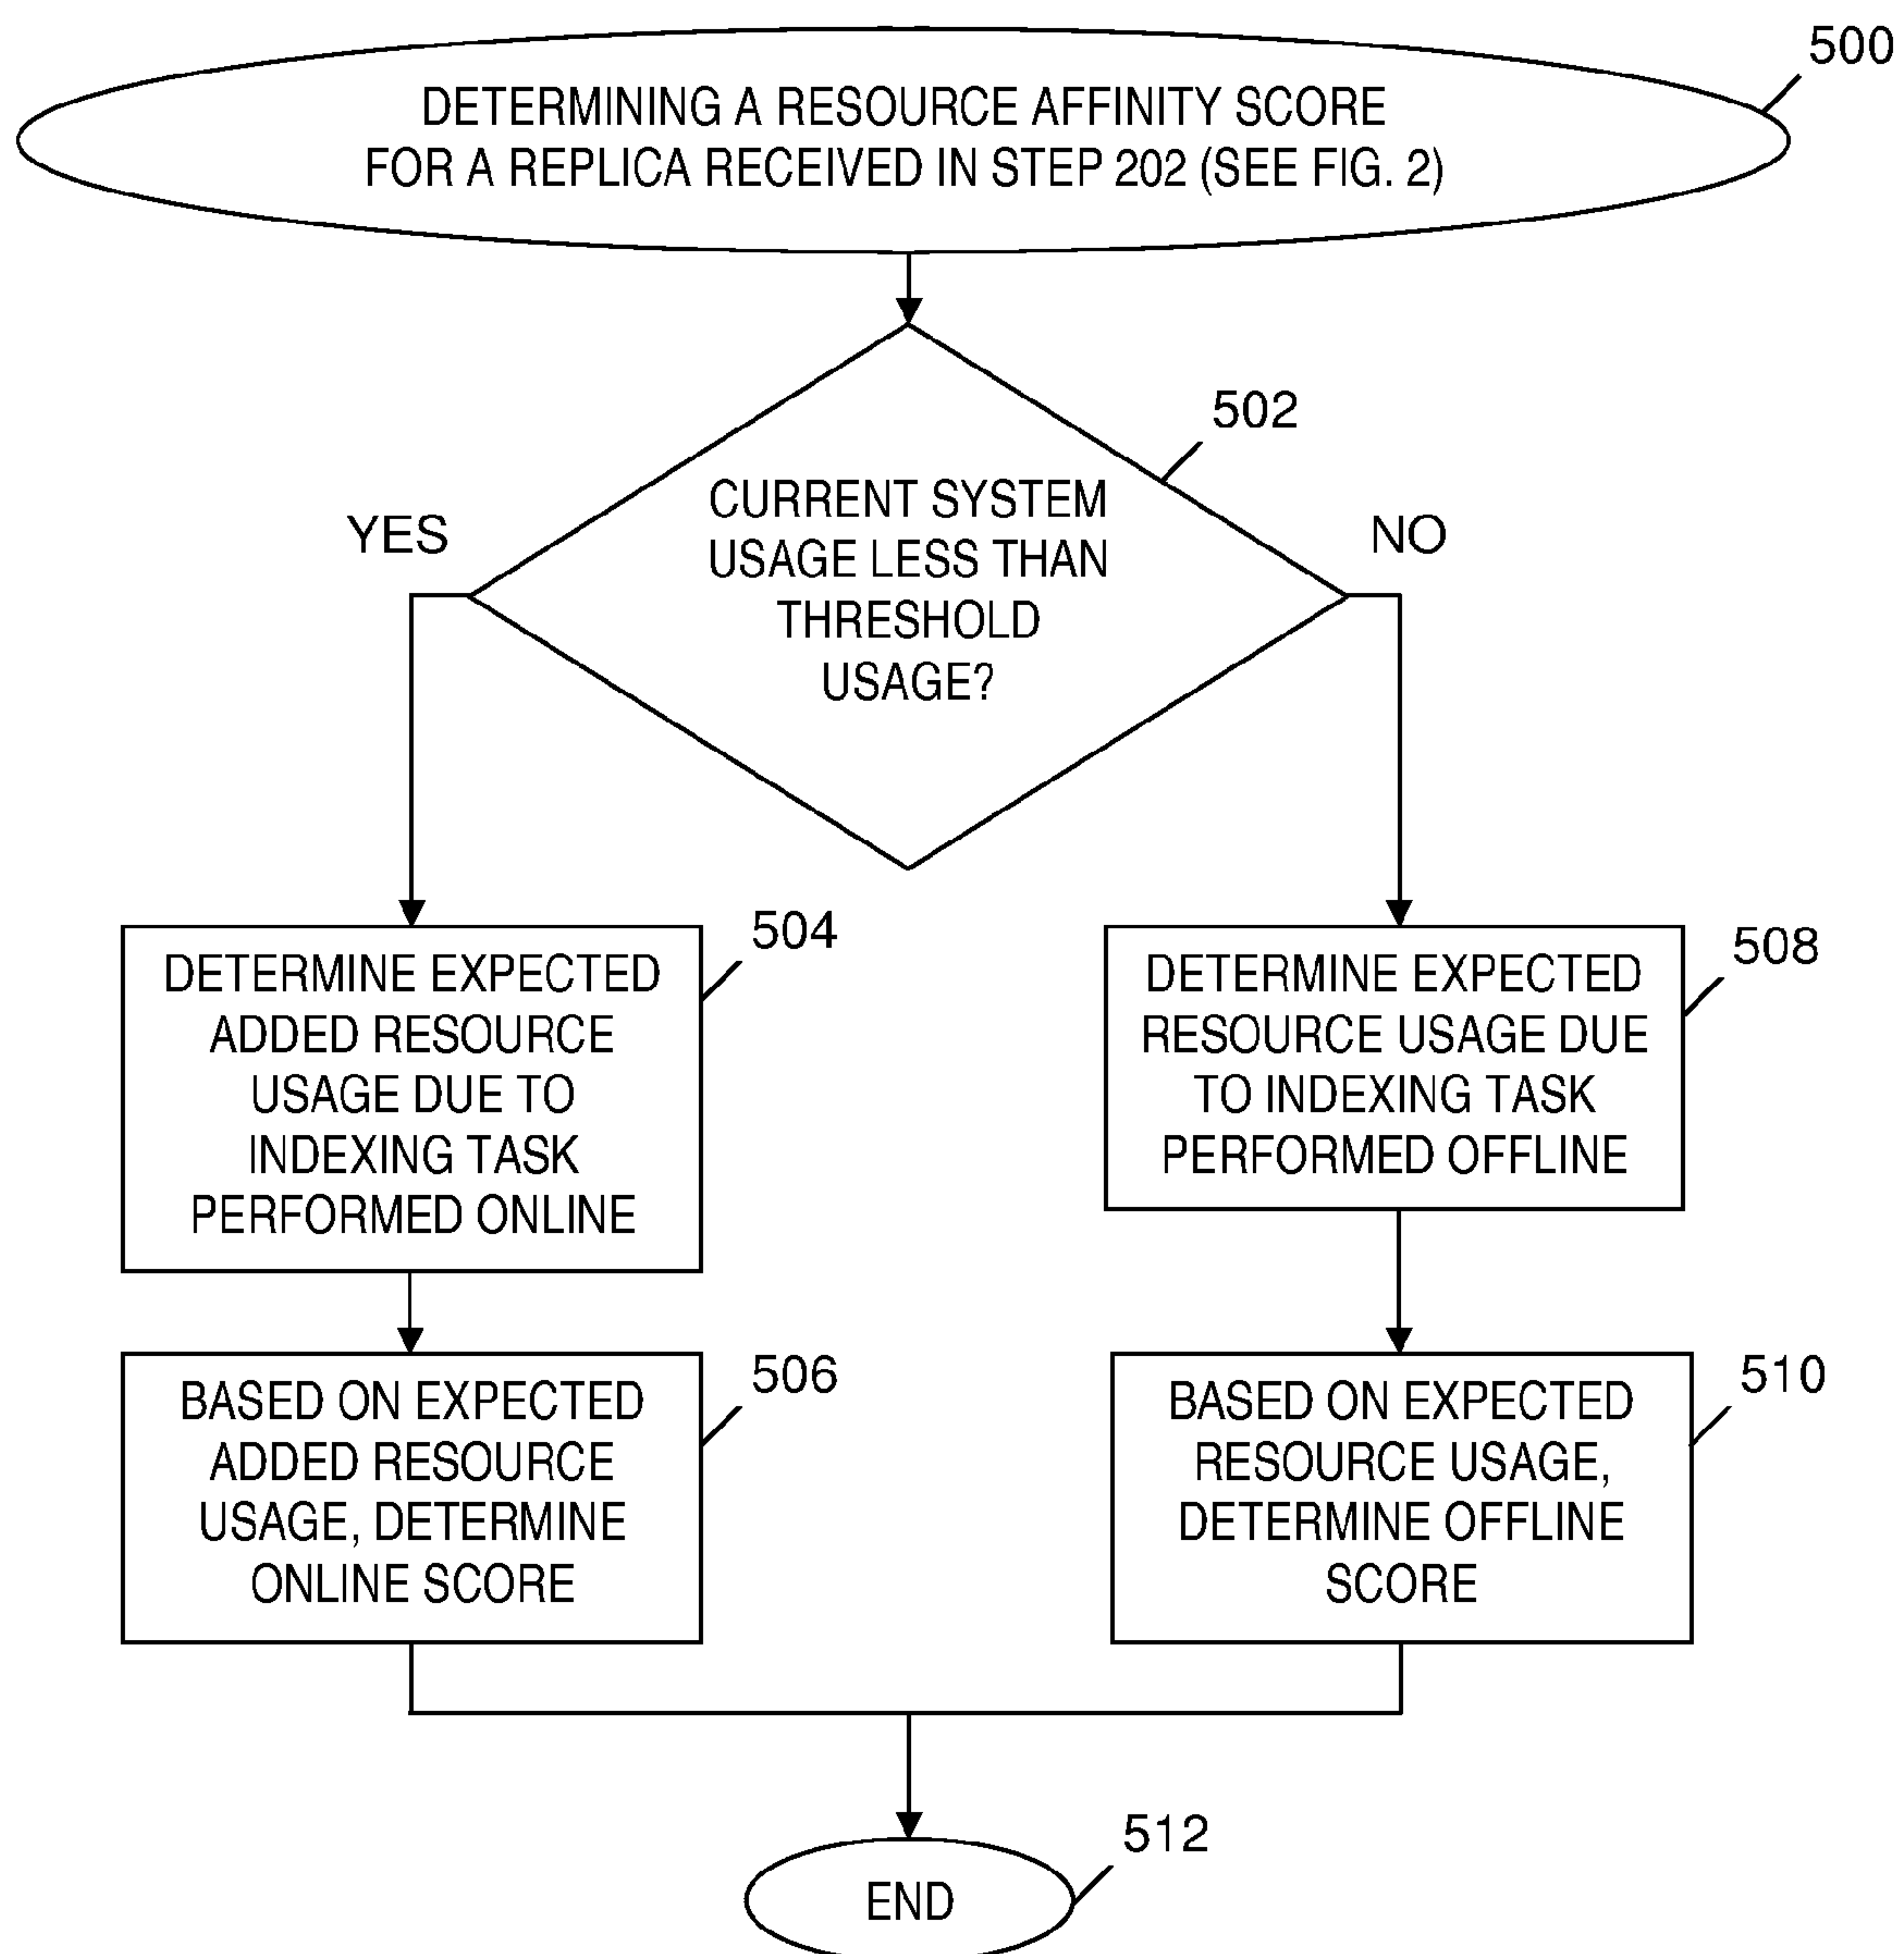 500
DETERMINING A RESOURCE AFFINITY SCORE
FOR A REPLICA RECEIVED IN STEP 202 (SEE FIG. 2)
502
CURRENT SYSTEM
USAGE LESS THAN
THRESHOLD
USAGE?
YES
NO
504
DETERMINE EXPECTED
ADDED RESOURCE
USAGE DUE TO
INDEXING TASK
PERFORMED ONLINE
508
DETERMINE EXPECTED
RESOURCE USAGE DUE
TO INDEXING TASK
PERFORMED OFFLINE
506
BASED ON EXPECTED
ADDED RESOURCE
USAGE, DETERMINE
ONLINE SCORE
510
BASED ON EXPECTED
RESOURCE USAGE,
DETERMINE OFFLINE
SCORE
512
END